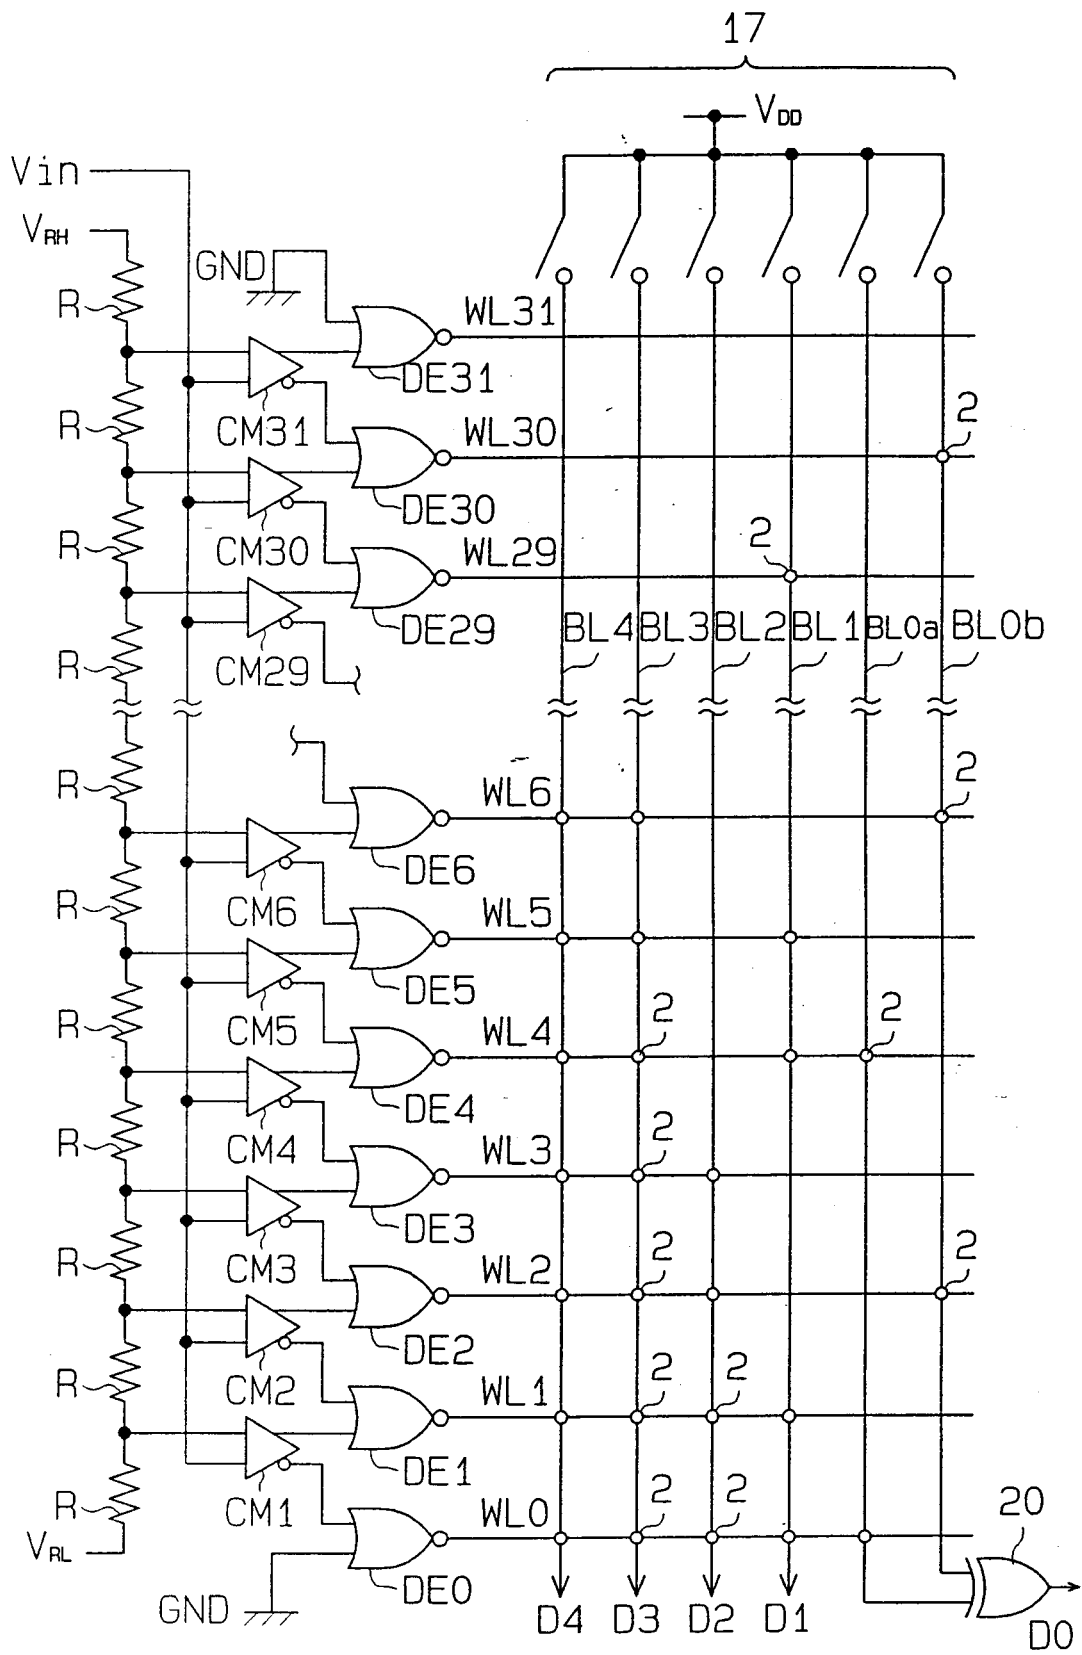 17
VDD
Vin
VRH
GND
R
WL31
DE31
R
CM31
WL30
2
DE30
R
CM30
WL29
2
DE29
BL4
BL3
BL2
BL1
BL0a
BL0b
R
CM29
R
WL6
2
DE6
R
CM6
WL5
DE5
R
CM5
WL4
2
2
DE4
R
CM4
WL3
2
DE3
R
CM3
WL2
2
2
DE2
R
CM2
WL1
2
2
DE1
R
CM1
WL0
2
2
20
VRL
DE0
GND
D4
D3
D2
D1
D0